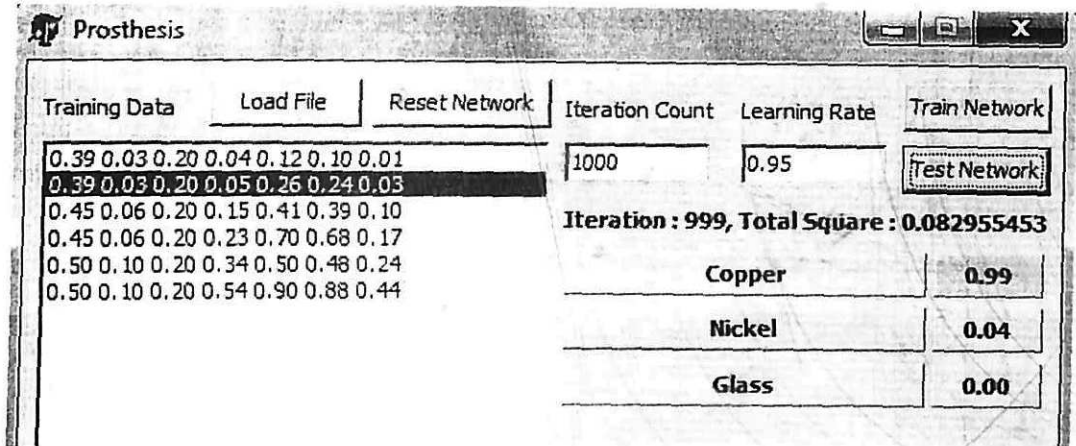 Prosthesis
Training Data Load File Reset Network Iteration Count Learning Rate Train Network
1000 0.95 Test Network
0.39 0.03 0.20 0.04 0.12 0.10 0.01
0.39 0.03 0.20 0.05 0.26 0.24 0.03
0.45 0.06 0.20 0.15 0.41 0.39 0.10
0.45 0.06 0.20 0.23 0.70 0.68 0.17
0.50 0.10 0.20 0.34 0.50 0.48 0.24
0.50 0.10 0.20 0.54 0.90 0.88 0.44
Iteration : 999, Total Square : 0.082955453
Copper 0.99
Nickel 0.04
Glass 0.00